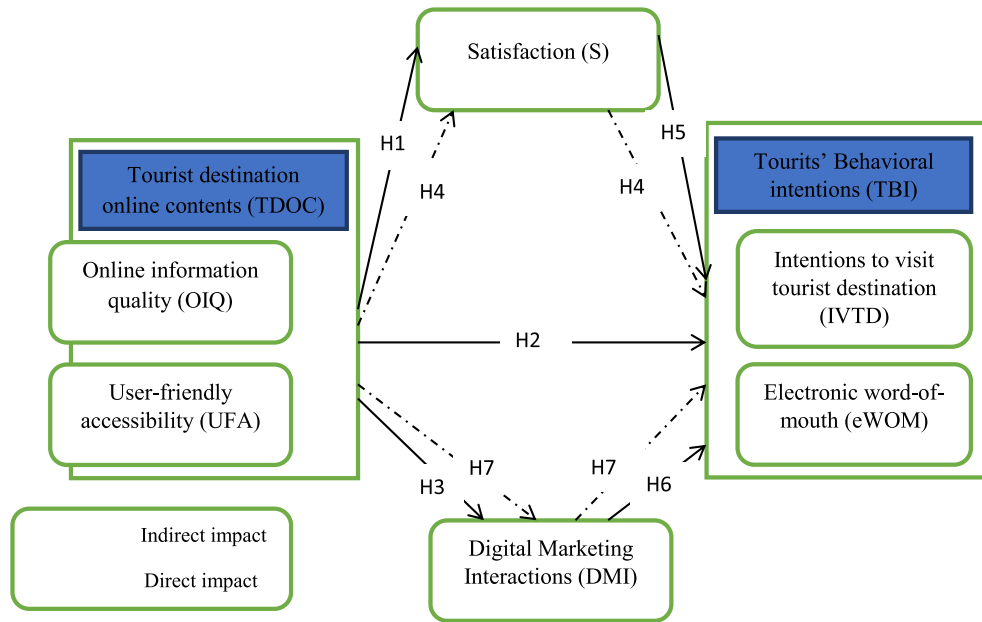 Satisfaction (S)
H1
H4
H5
H4
Tourist destination
online contents (TDOC)
Online information
quality (OIQ)
User-friendly
accessibility (UFA)
H2
Tourits’ Behavioral
intentions (TBI)
Intentions to visit
tourist destination
(IVTD)
Electronic word-of-
mouth (eWOM)
H7
H3
H7
H6
Digital Marketing
Interactions (DMI)
Indirect impact
Direct impact